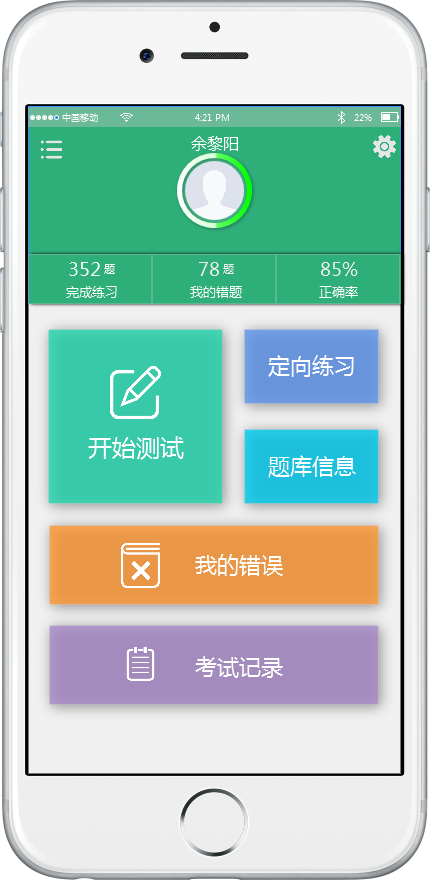 中国移动 4:21 PM 22%
余黎阳
352题 78题 85%
完成练习 我的错题 正确率
开始测试
定向练习
题库信息
我的错误
考试记录